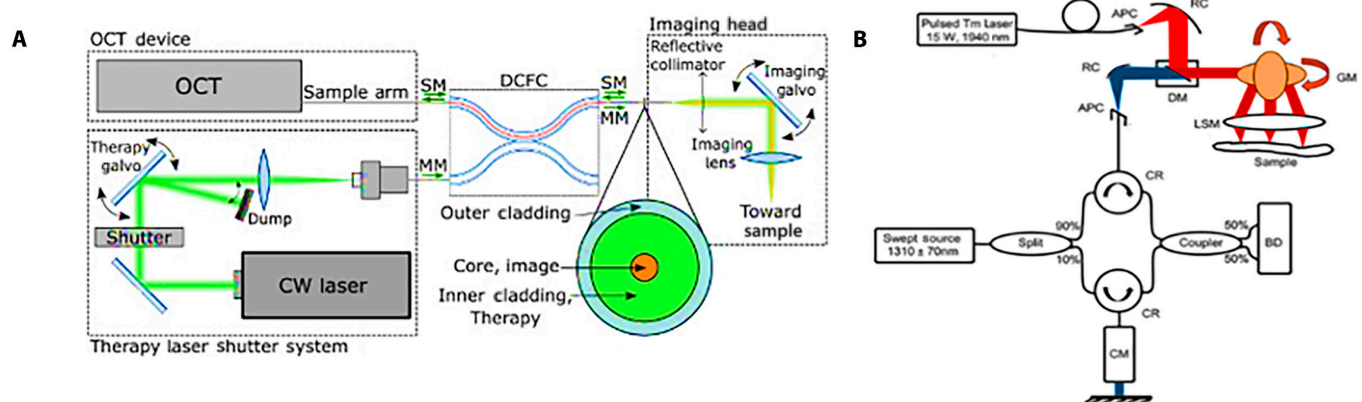 A
OCT device
OCT
Sample arm
SM
DCFC
SM
MM
MM
Imaging head
Reflective
collimator
Imaging
galvo
Imaging
lens
Toward
sample
Therapy
galvo
Dump
Shutter
CW laser
Therapy laser shutter system
Outer cladding
Core, image
Inner cladding,
Therapy
B
Pulsed Tm Laser
15 W, 1940 nm
APC
RC
RC
DM
GM
APC
LSM
Sample
CR
90%
50%
Swept source
1310 ± 70nm
Split
Coupler
BD
10%
50%
CR
CM